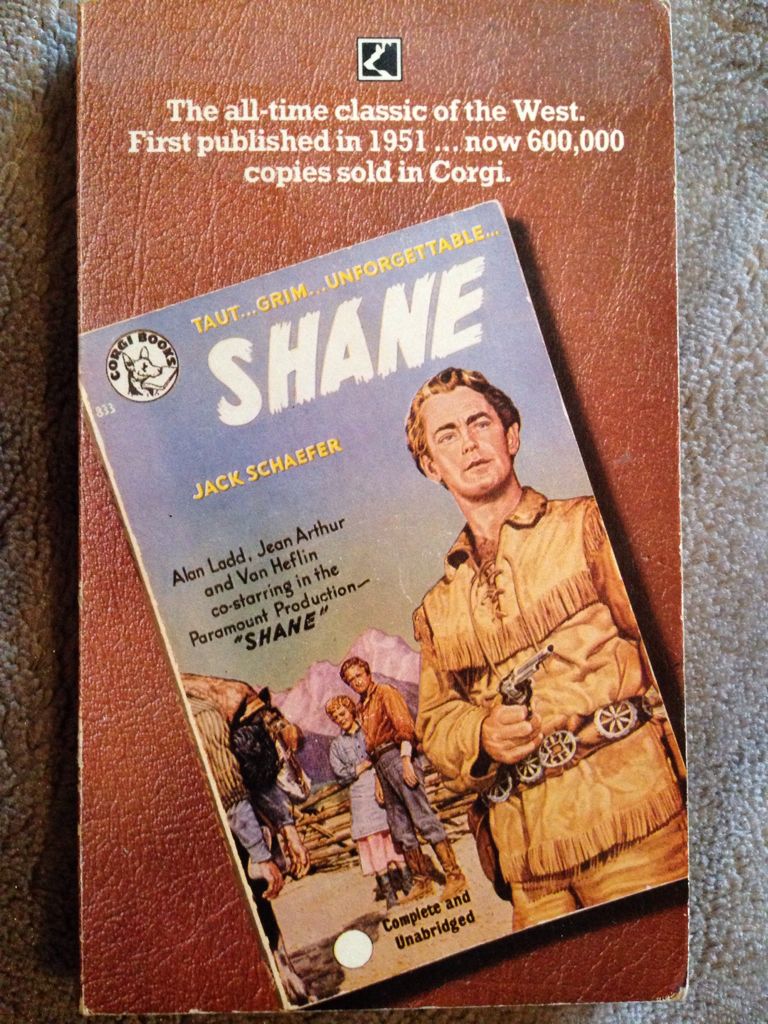 The all-time classic of the West.
First published in 1951 ... now 600,000
copies sold in Corgi.
TAUT...GRIM...UNFORGETTABLE...
SHANE
CORGI BOOKS
833
JACK SCHAEFER
Alan Ladd, Jean Arthur
and Van Heflin
co-starring in the
Paramount Production—
"SHANE"
Complete and
Unabridged